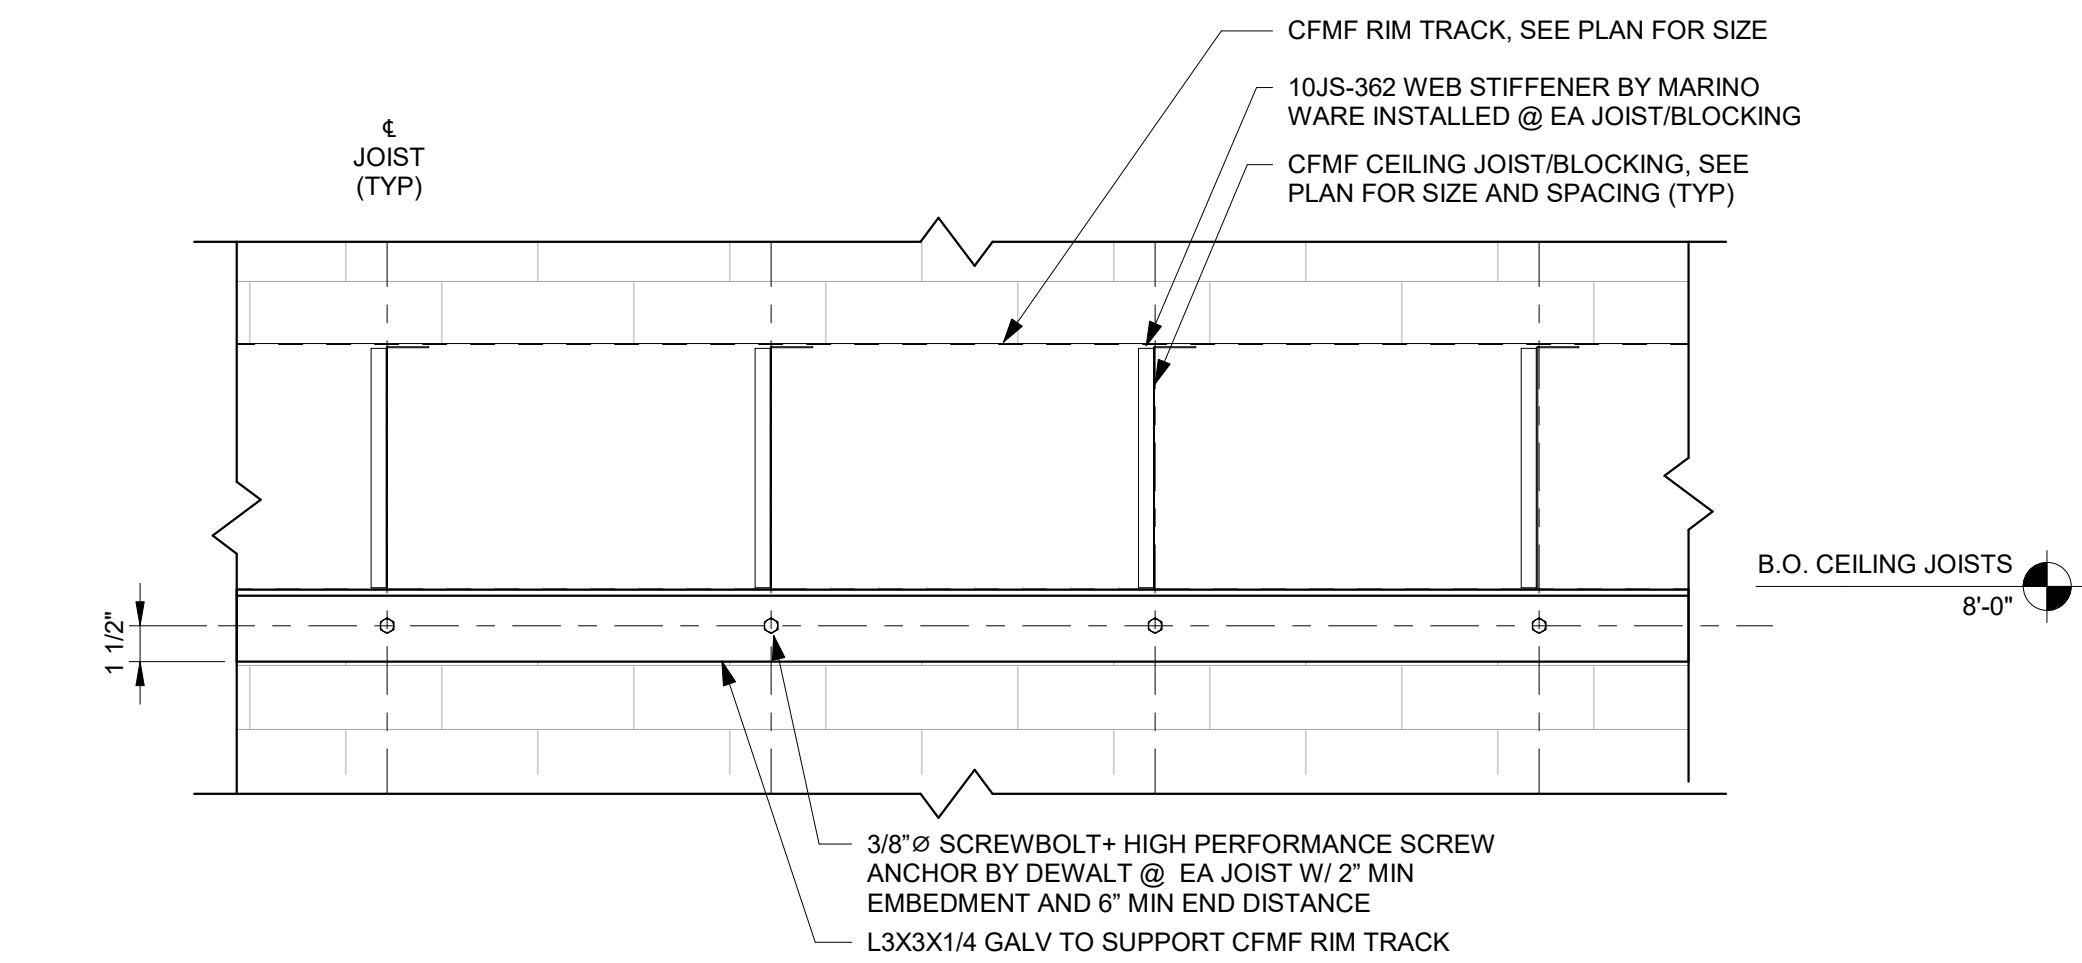 CFMF RIM TRACK, SEE PLAN FOR SIZE
10JS-362 WEB STIFFENER BY MARINO
WARE INSTALLED @ EA JOIST/BLOCKING
℄
JOIST
(TYP)
CFMF CEILING JOIST/BLOCKING, SEE
PLAN FOR SIZE AND SPACING (TYP)
B.O. CEILING JOISTS
8'-0"
1 1/2"
3/8”∅ SCREWBOLT+ HIGH PERFORMANCE SCREW
ANCHOR BY DEWALT @ EA JOIST W/ 2” MIN
EMBEDMENT AND 6” MIN END DISTANCE
L3X3X1/4 GALV TO SUPPORT CFMF RIM TRACK